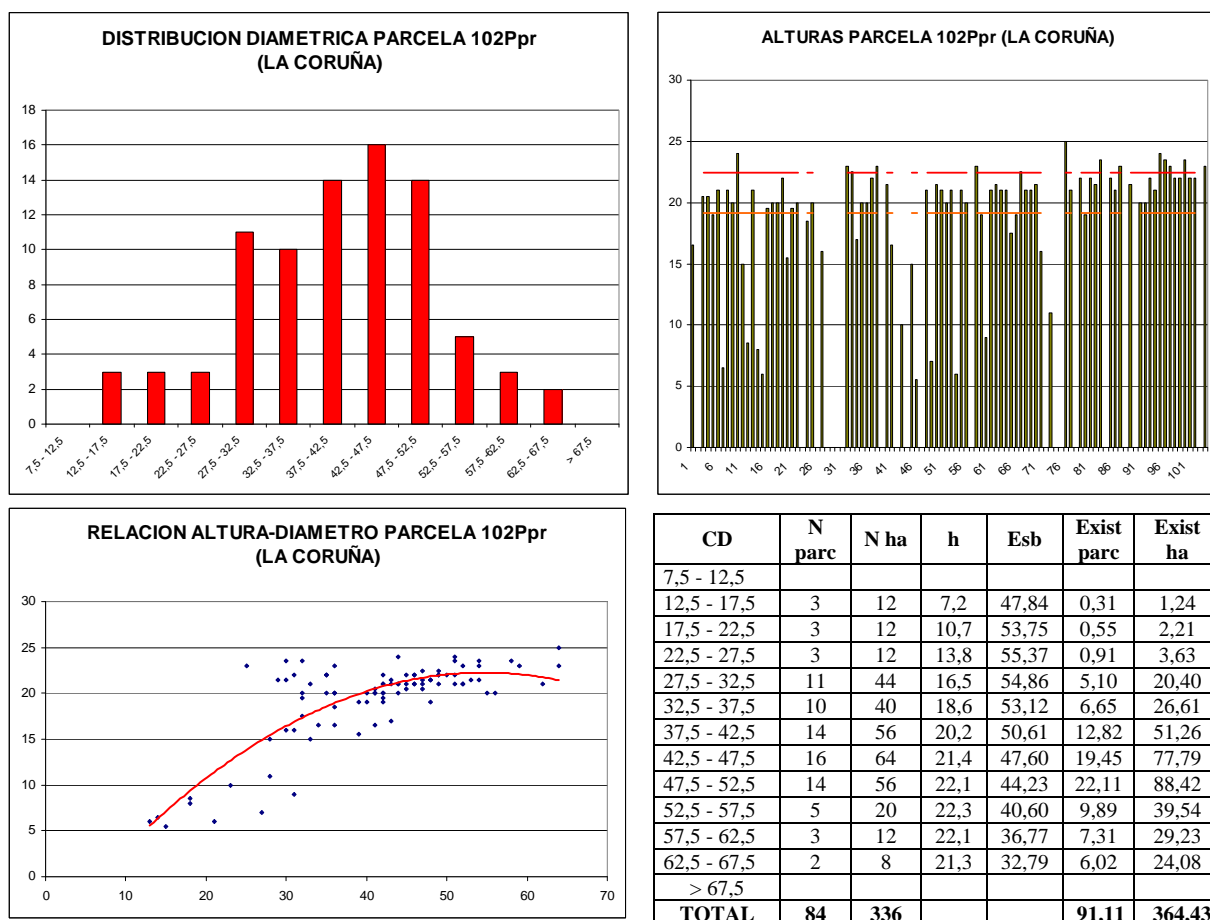 DISTRIBUCION DIAMETRICA PARCELA 102Ppr
(LA CORUÑA)
18
16
14
12
10
8
6
4
2
0
7,5 - 12,5
12,5 - 17,5
17,5 - 22,5
22,5 - 27,5
27,5 - 32,5
32,5 - 37,5
37,5 - 42,5
42,5 - 47,5
47,5 - 52,5
52,5 - 57,5
57,5 -62,5
62,5 - 67,5
> 67,5
ALTURAS PARCELA 102Ppr (LA CORUÑA)
30
25
20
15
10
5
0
1 6 11 16 21 26 31 36 41 46 51 56 61 66 71 76 81 86 91 96 101
RELACION ALTURA-DIAMETRO PARCELA 102Ppr
(LA CORUÑA)
30
25
20
15
10
5
0
0 10 20 30 40 50 60 70
CD N parc N ha h Esb Exist parc Exist ha
7,5 - 12,5
12,5 - 17,5 3 12 7,2 47,84 0,31 1,24
17,5 - 22,5 3 12 10,7 53,75 0,55 2,21
22,5 - 27,5 3 12 13,8 55,37 0,91 3,63
27,5 - 32,5 11 44 16,5 54,86 5,10 20,40
32,5 - 37,5 10 40 18,6 53,12 6,65 26,61
37,5 - 42,5 14 56 20,2 50,61 12,82 51,26
42,5 - 47,5 16 64 21,4 47,60 19,45 77,79
47,5 - 52,5 14 56 22,1 44,23 22,11 88,42
52,5 - 57,5 5 20 22,3 40,60 9,89 39,54
57,5 - 62,5 3 12 22,1 36,77 7,31 29,23
62,5 - 67,5 2 8 21,3 32,79 6,02 24,08
> 67,5
TOTAL 84 336 91,11 364,43